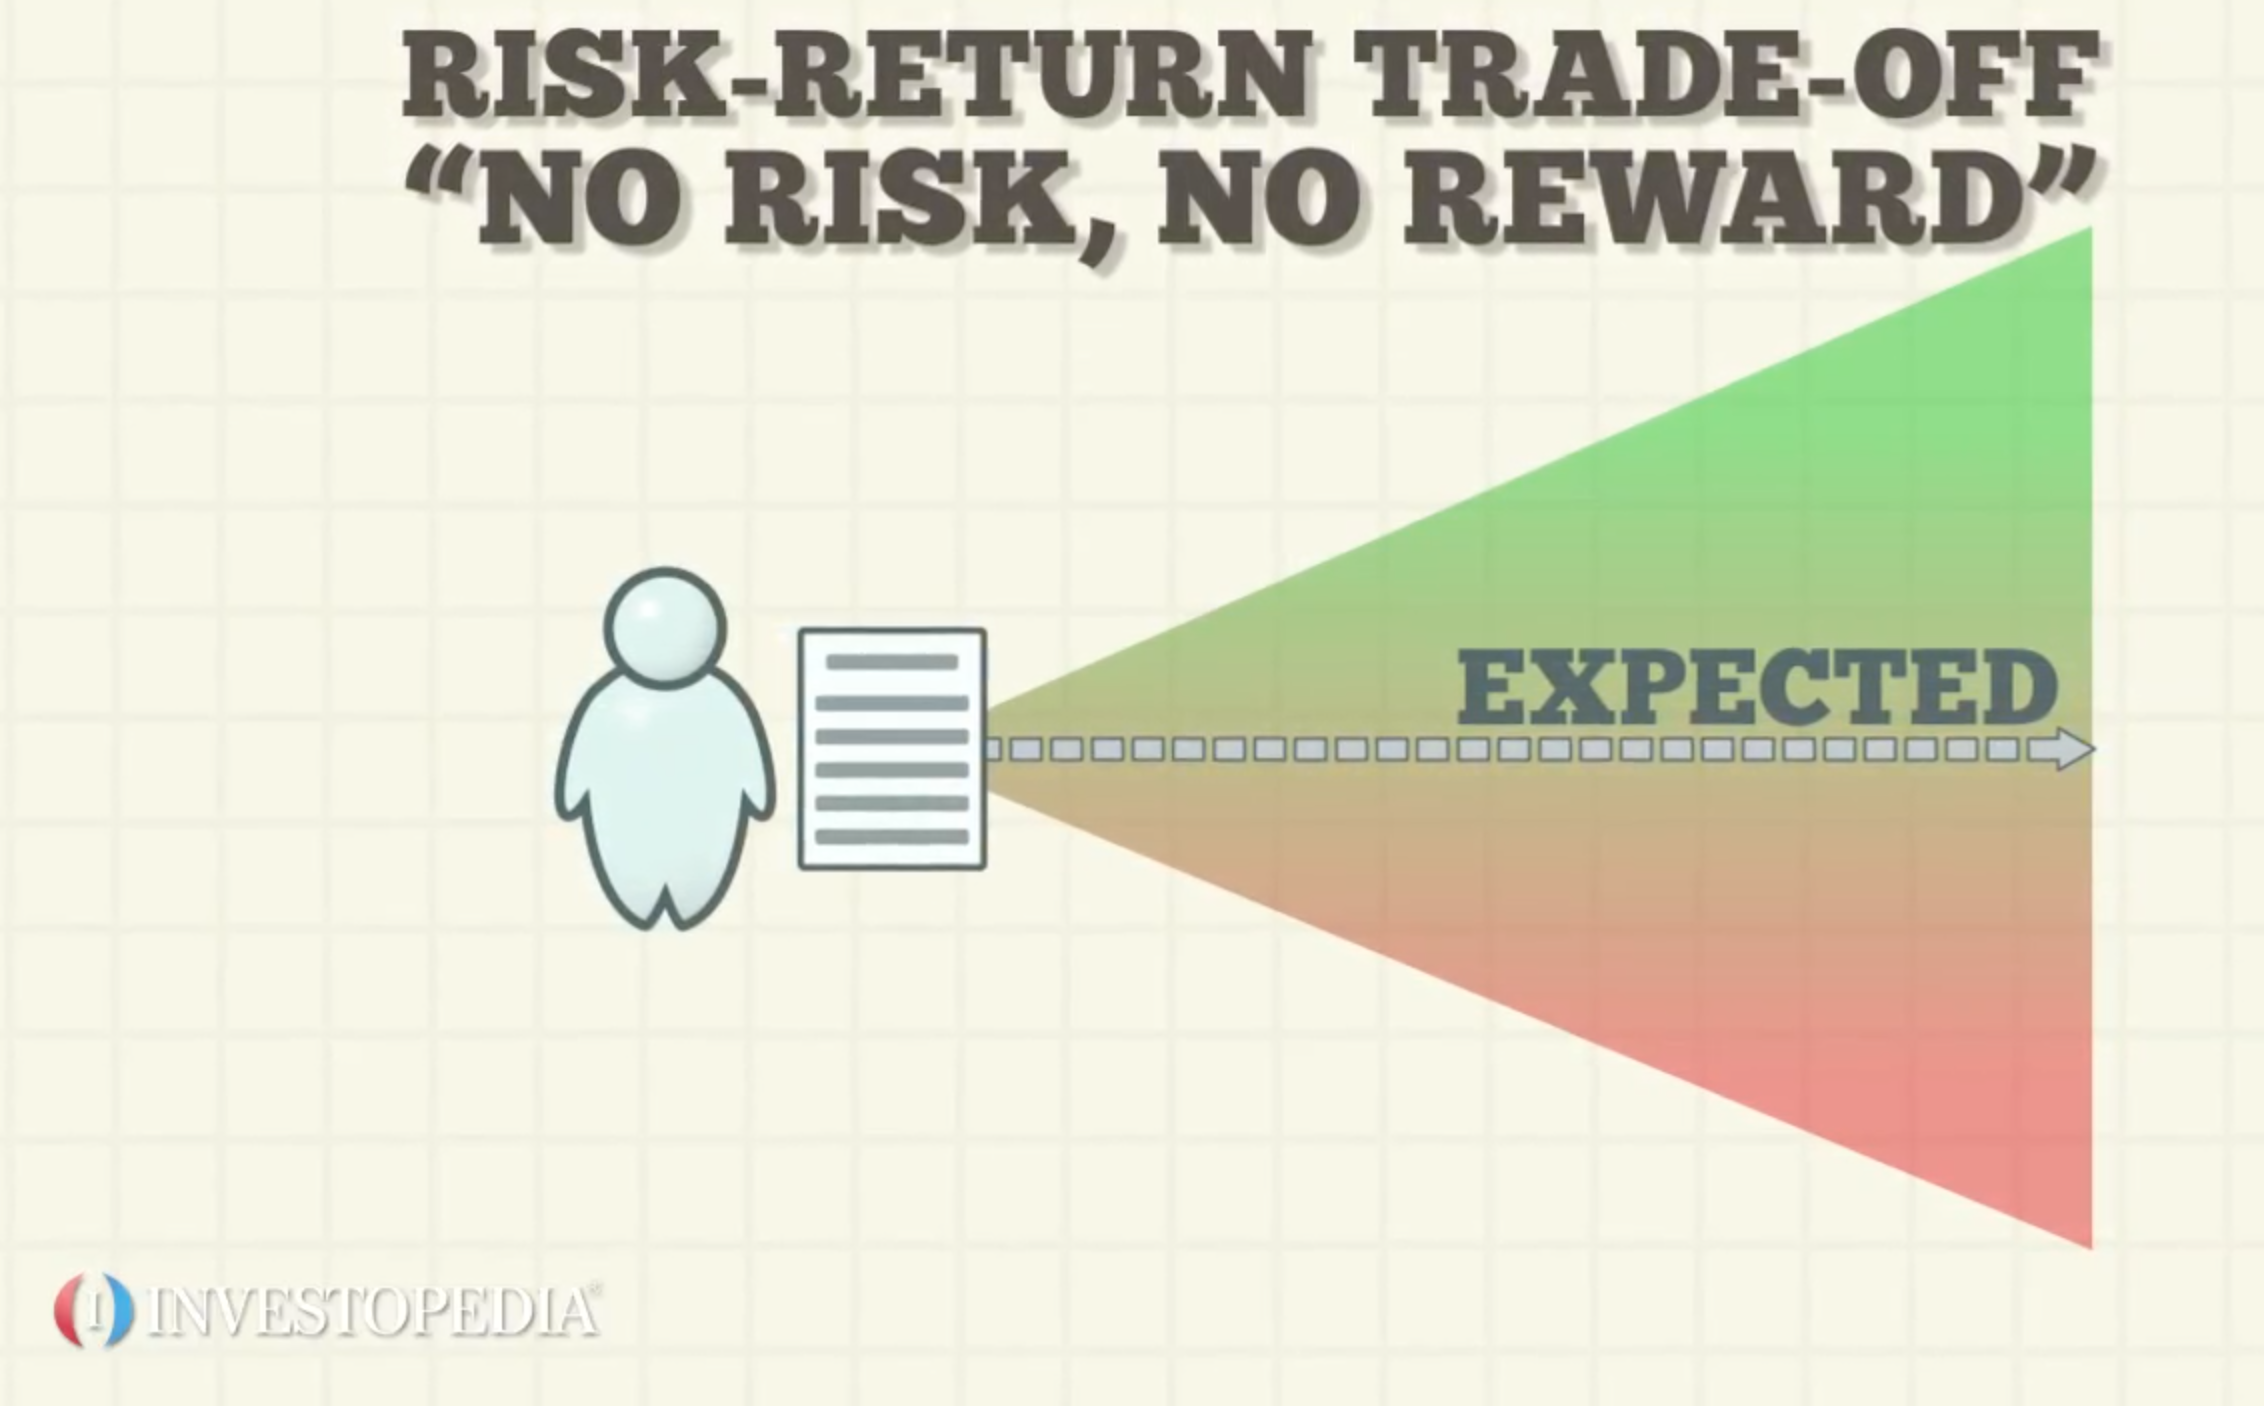 RISK-RETURN TRADE-OFF
“NO RISK, NO REWARD”
EXPECTED
INVESTOPEDIA